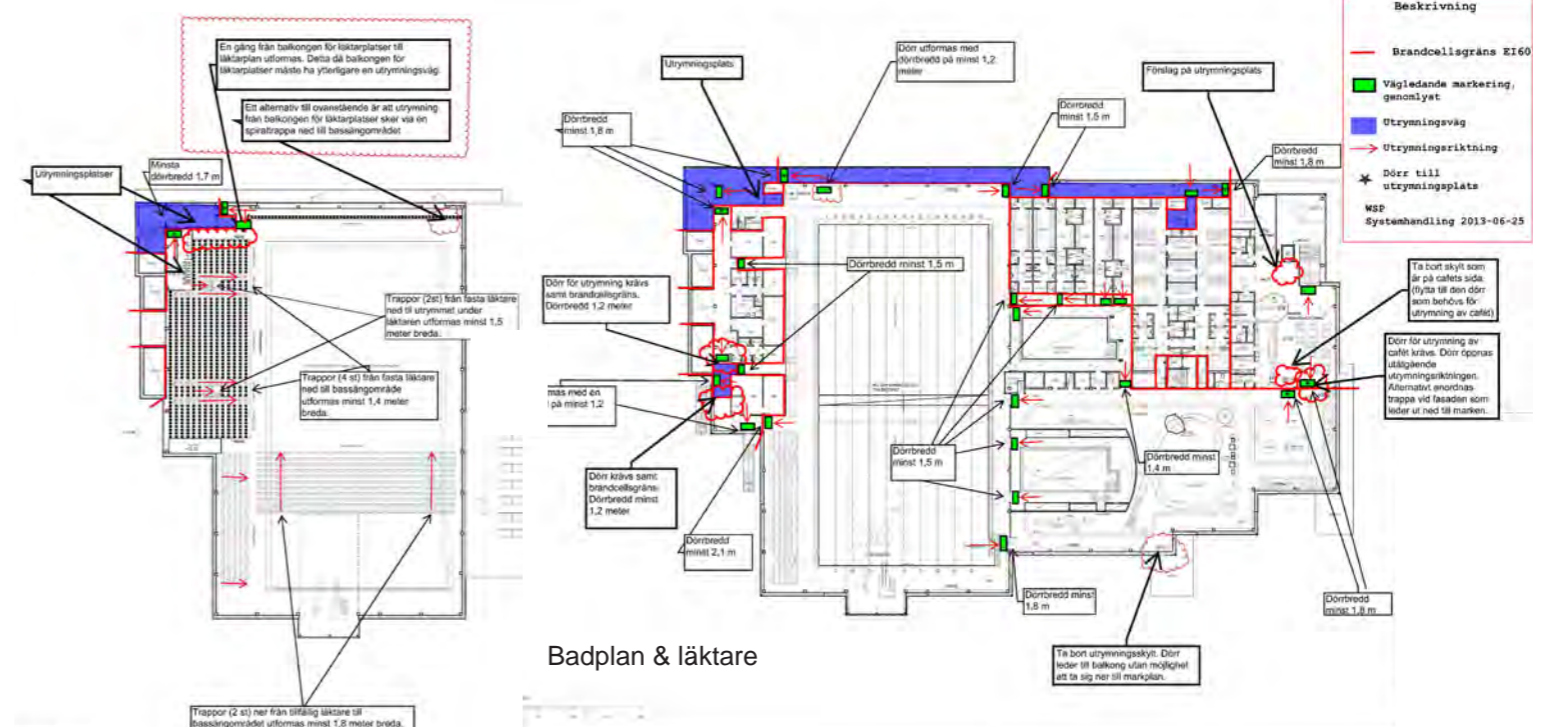 En gång från balkongen för läktarplatser till
läktarplan utformas. Detta då balkongen för
läktarplatser måste ha ytterligare en utrymningsväg.
Ett alternativ till ovanstående är att utrymning
från balkongen för läktarplatser sker via en
spiraltrappa ned till bassängområdet
Utrymningsplatser
Minsta
dörrbredd 1,7 m
Trappor (2st) från fasta läktare
ned til utrymmet under
läktaren utformas minst 1,5
meter breda.
Trappor (4 st) från fasta läktare
ned till bassängområde
utformas minst 1,4 meter
breda.
Trappor (2 st) ner från tillfällig läktare till
bassängområdet utformas minst 1,8 meter breda.
Utrymningsplats
Dörr utformas med
dörrbredd på minst 1,2
meter
Dörrbredd
minst 1,8 m
Dörrbredd
minst 1,5 m
Förslag på utrymningsplats
Dörrbredd
minst 1,8 m
Dörrbredd minst 1,5 m
Dörr för utrymning krävs
samt brandcellsgräns.
Dörrbredd 1,2 meter
mas med en
på minst 1,2
Dörr krävs samt
brandcellsgräns.
Dörrbredd minst
1,2 meter
Dörrbredd
minst 2,1 m
Dörrbredd
minst 1,5 m
Dörrbredd minst
1,4 m
Dörrbredd minst
1,8 m
Dörrbredd
minst 1,8 m
Ta bort utrymningsskylt. Dörr
leder till balkong utan möjlighet
att ta sig ner till markplan.
Ta bort skylt som
är på cafets sida
(flytta till den dörr
som behövs för
utrymning av cafét)
Dörr för utrymning av
cafét krävs. Dörr öppnas
utåtgående
utrymningsriktningen.
Alternativt anordnas
trappa vid fasaden som
leder ut ned till marken.
Beskrivning
Brandcellsgräns EI60
Vägledande markering,
genomlyst
Utrymningsväg
Utrymningsriktning
Dörr till
utrymningsplats
WSP
Systemhandling 2013-06-25
Badplan & läktare